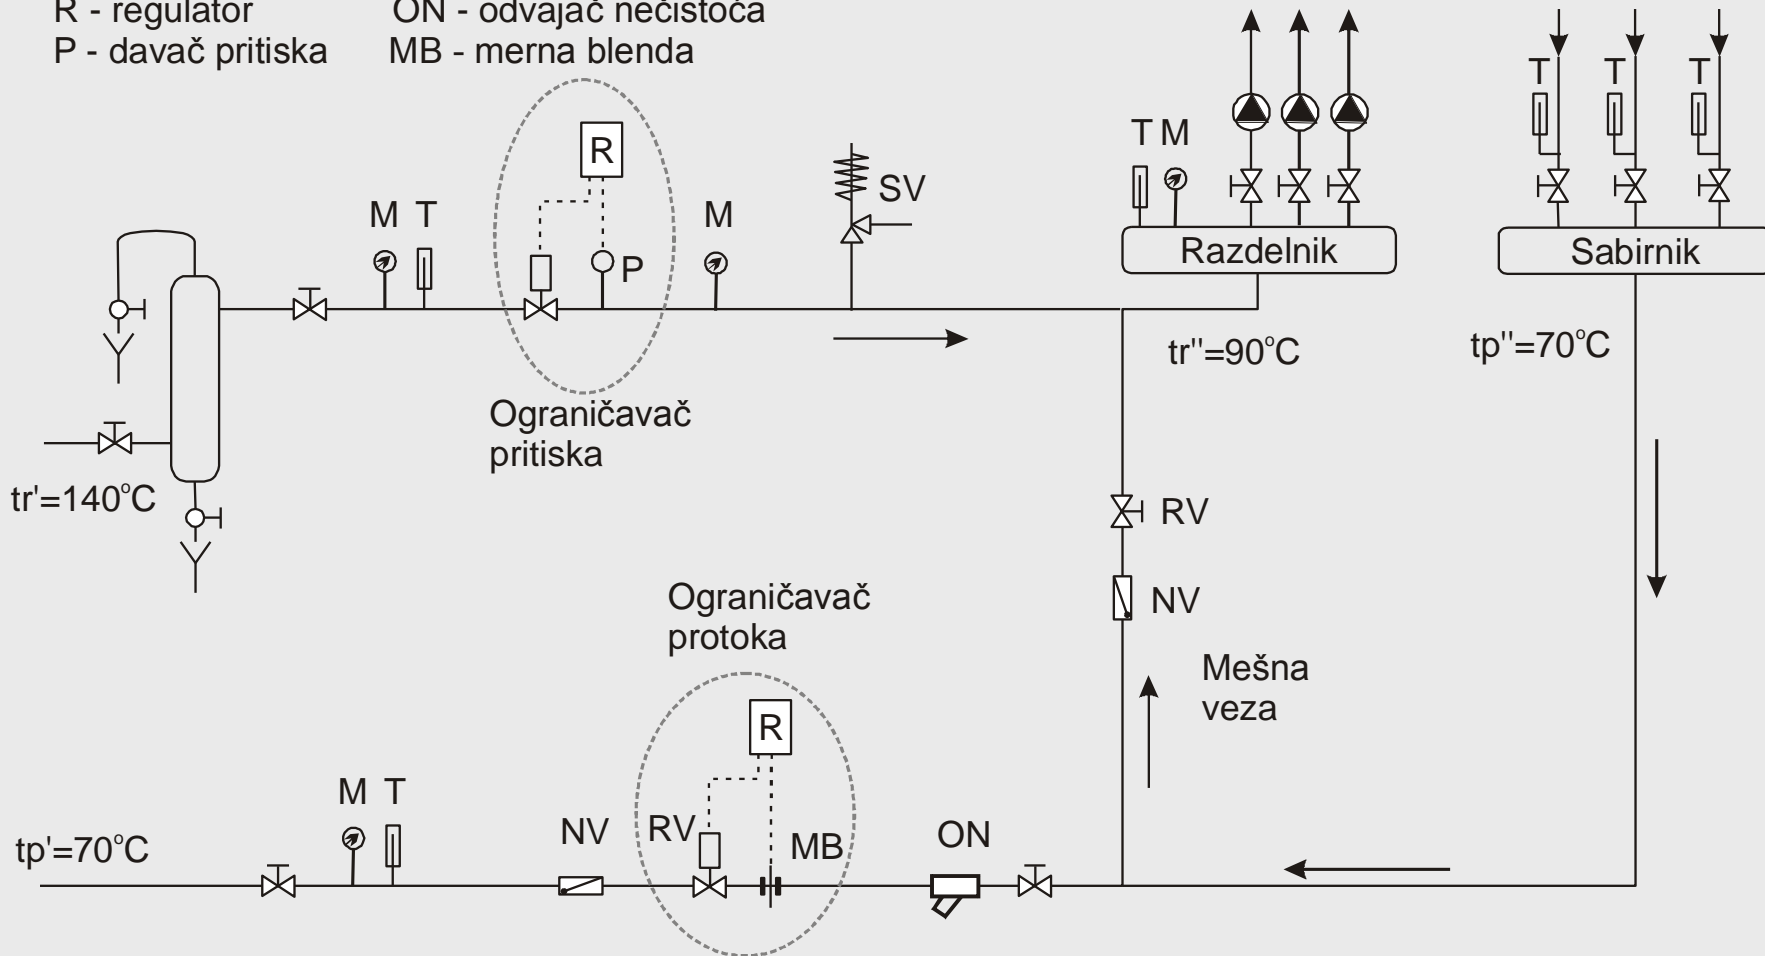 R - regulator
ON - odvajač nečistoća
P - davač pritiska
MB - merna blenda
T
T
T
T M
R
SV
M T
M
P
Razdelnik
Sabirnik
tr''=90°C
tp''=70°C
Ograničavač
pritiska
tr'=140°C
RV
NV
Ograničavač
protoka
Mešna
veza
R
M T
NV
RV
MB
ON
tp'=70°C